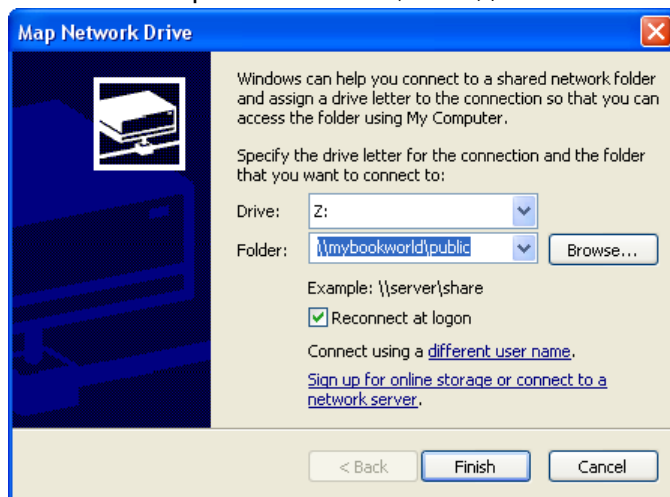 Map Network Drive
Windows can help you connect to a shared network folder
and assign a drive letter to the connection so that you can
access the folder using My Computer.
Specify the drive letter for the connection and the folder
that you want to connect to:
Drive: Z:
Folder: \\mybookworld\public Browse...
Example: \\server\share
Reconnect at logon
Connect using a different user name.
Sign up for online storage or connect to a
network server.
< Back Finish Cancel